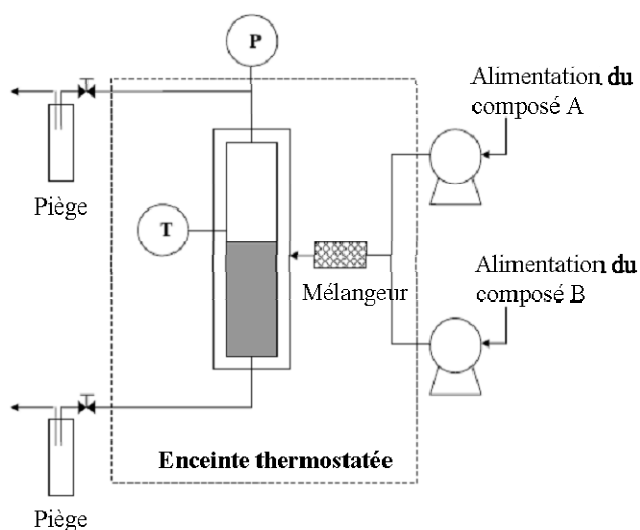 P
Alimentation du
composé A
Piège
T
Mélangeur
Alimentation du
composé B
Enceinte thermostatée
Piège